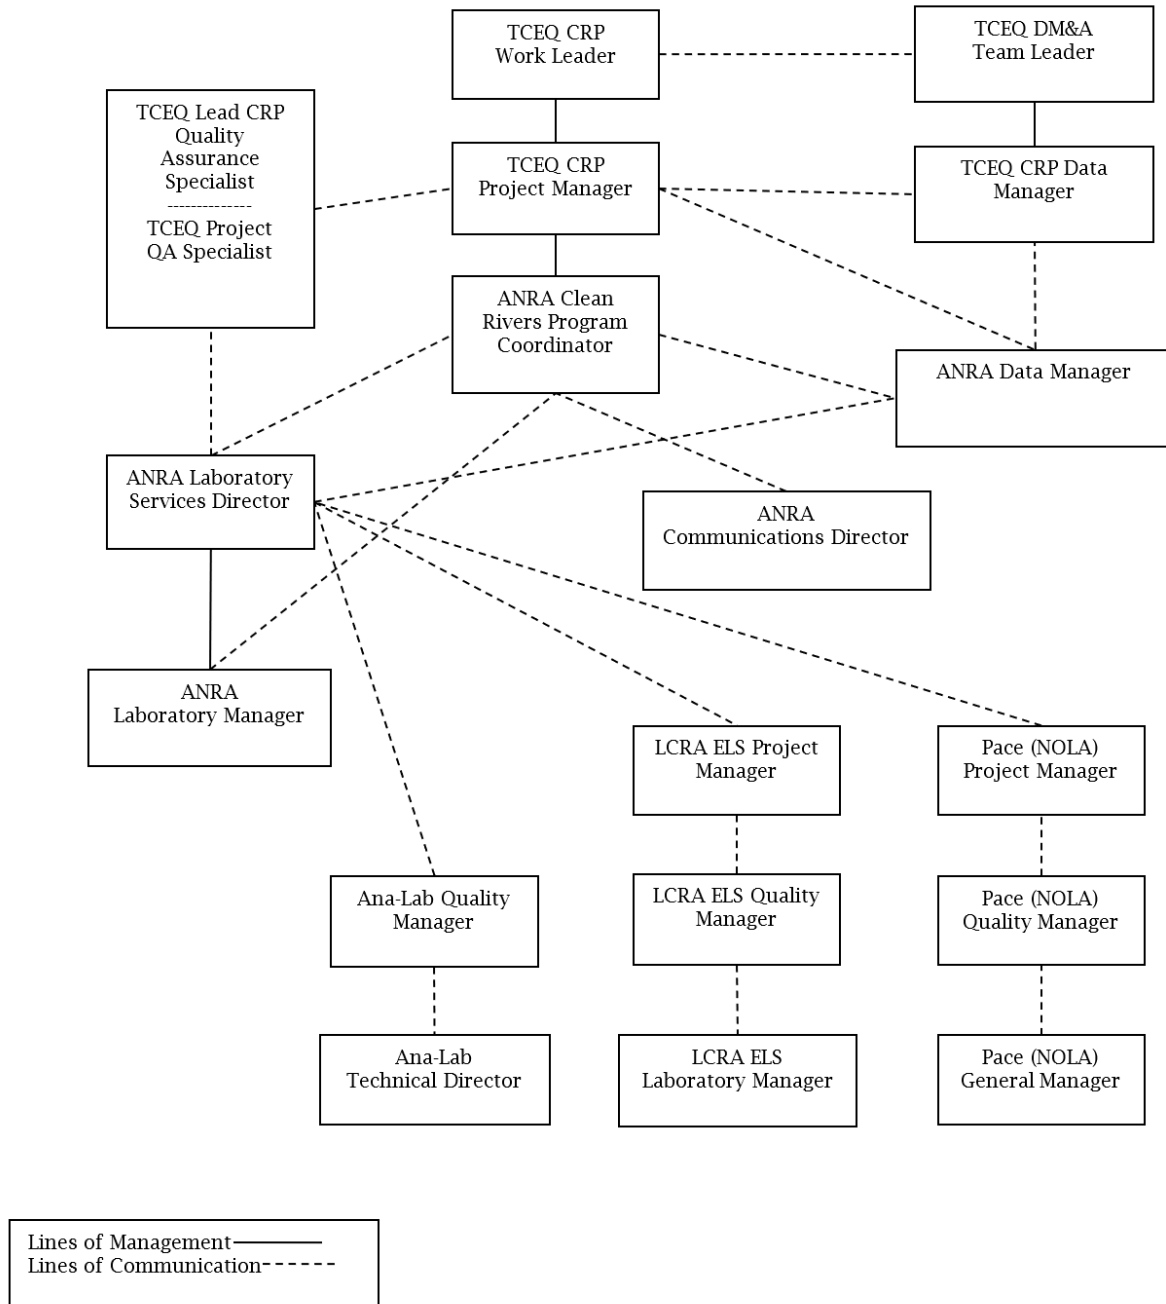 TCEQ CRP
Work Leader
TCEQ DM&A
Team Leader
TCEQ Lead CRP
Quality
Assurance
Specialist
--------------
TCEQ Project
QA Specialist
TCEQ CRP
Project Manager
TCEQ CRP Data
Manager
ANRA Clean
Rivers Program
Coordinator
ANRA Data Manager
ANRA Laboratory
Services Director
ANRA
Communications Director
ANRA
Laboratory Manager
LCRA ELS Project
Manager
Pace (NOLA)
Project Manager
Ana-Lab Quality
Manager
LCRA ELS Quality
Manager
Pace (NOLA)
Quality Manager
Ana-Lab
Technical Director
LCRA ELS
Laboratory Manager
Pace (NOLA)
General Manager
Lines of Management
Lines of Communication